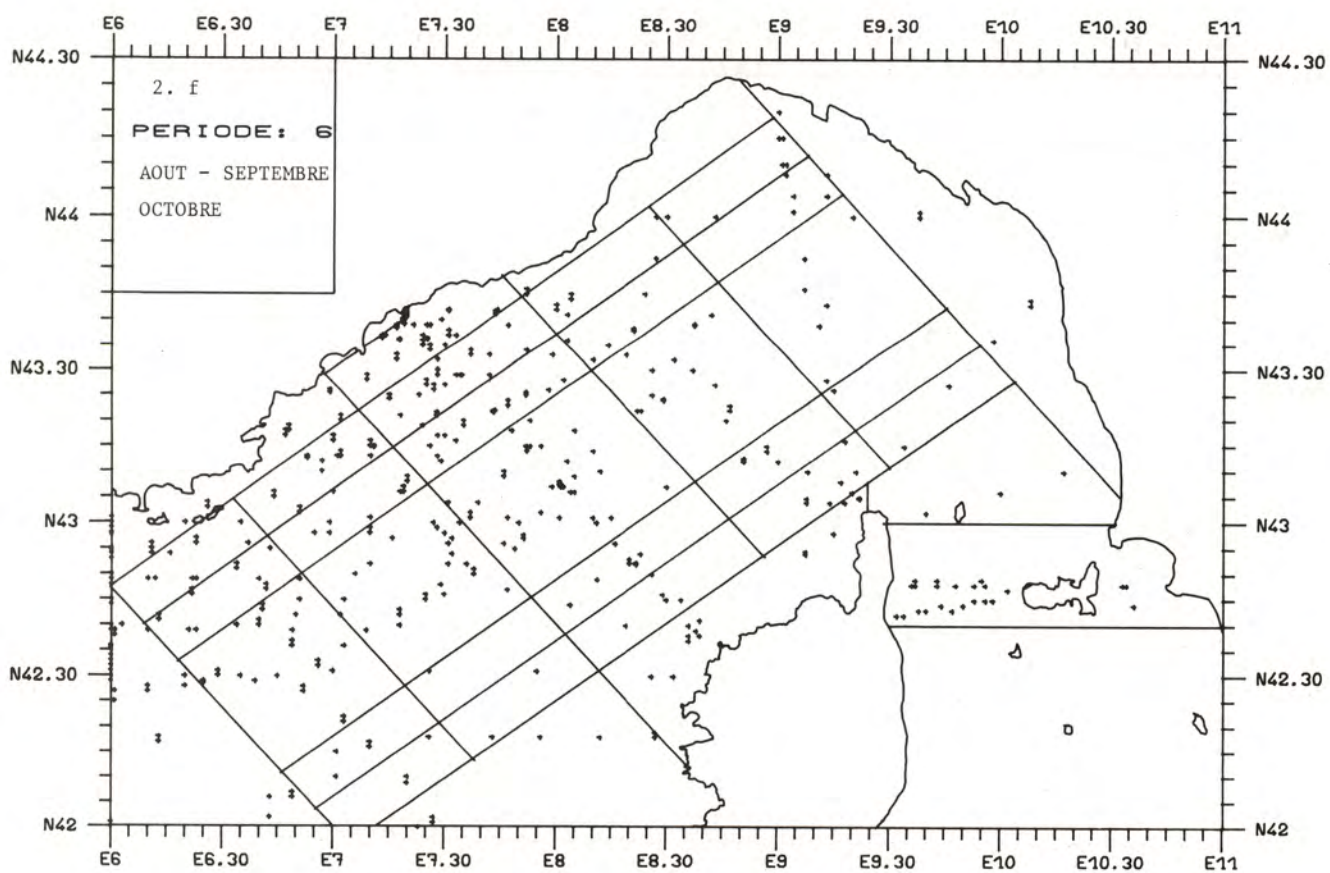 E6 E6.30 E7 E7.30 E8 E8.30 E9 E9.30 E10 E10.30 E11
N44.30 N44.30
2. f
PERIODE: 6
AOUT - SEPTEMBRE
OCTOBRE
N44 N44
N43.30 N43.30
N43 N43
N42.30 N42.30
N42 N42
E6 E6.30 E7 E7.30 E8 E8.30 E9 E9.30 E10 E10.30 E11